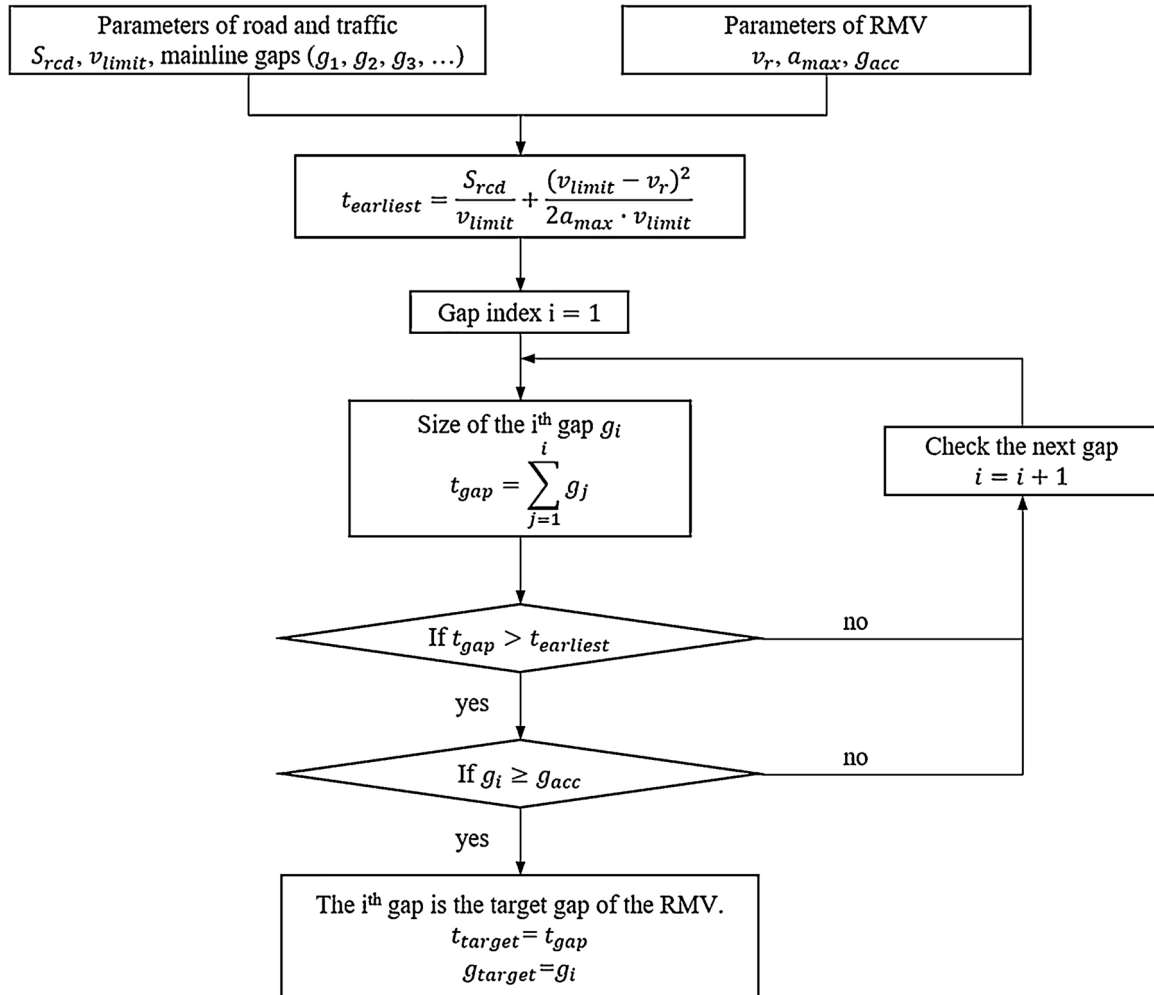 Parameters of road and traffic
S_rcd, v_limit, mainline gaps (g_1, g_2, g_3, …)
Parameters of RMV
v_r, a_max, g_acc
t_earliest = S_rcd / v_limit + (v_limit − v_r)^2 / 2a_max · v_limit
Gap index i = 1
Size of the i^th gap g_i
t_gap = ∑_{j=1}^{i} g_j
Check the next gap
i = i + 1
If t_gap > t_earliest
no
yes
If g_i ≥ g_acc
no
yes
The i^th gap is the target gap of the RMV.
t_target= t_gap
g_target=g_i